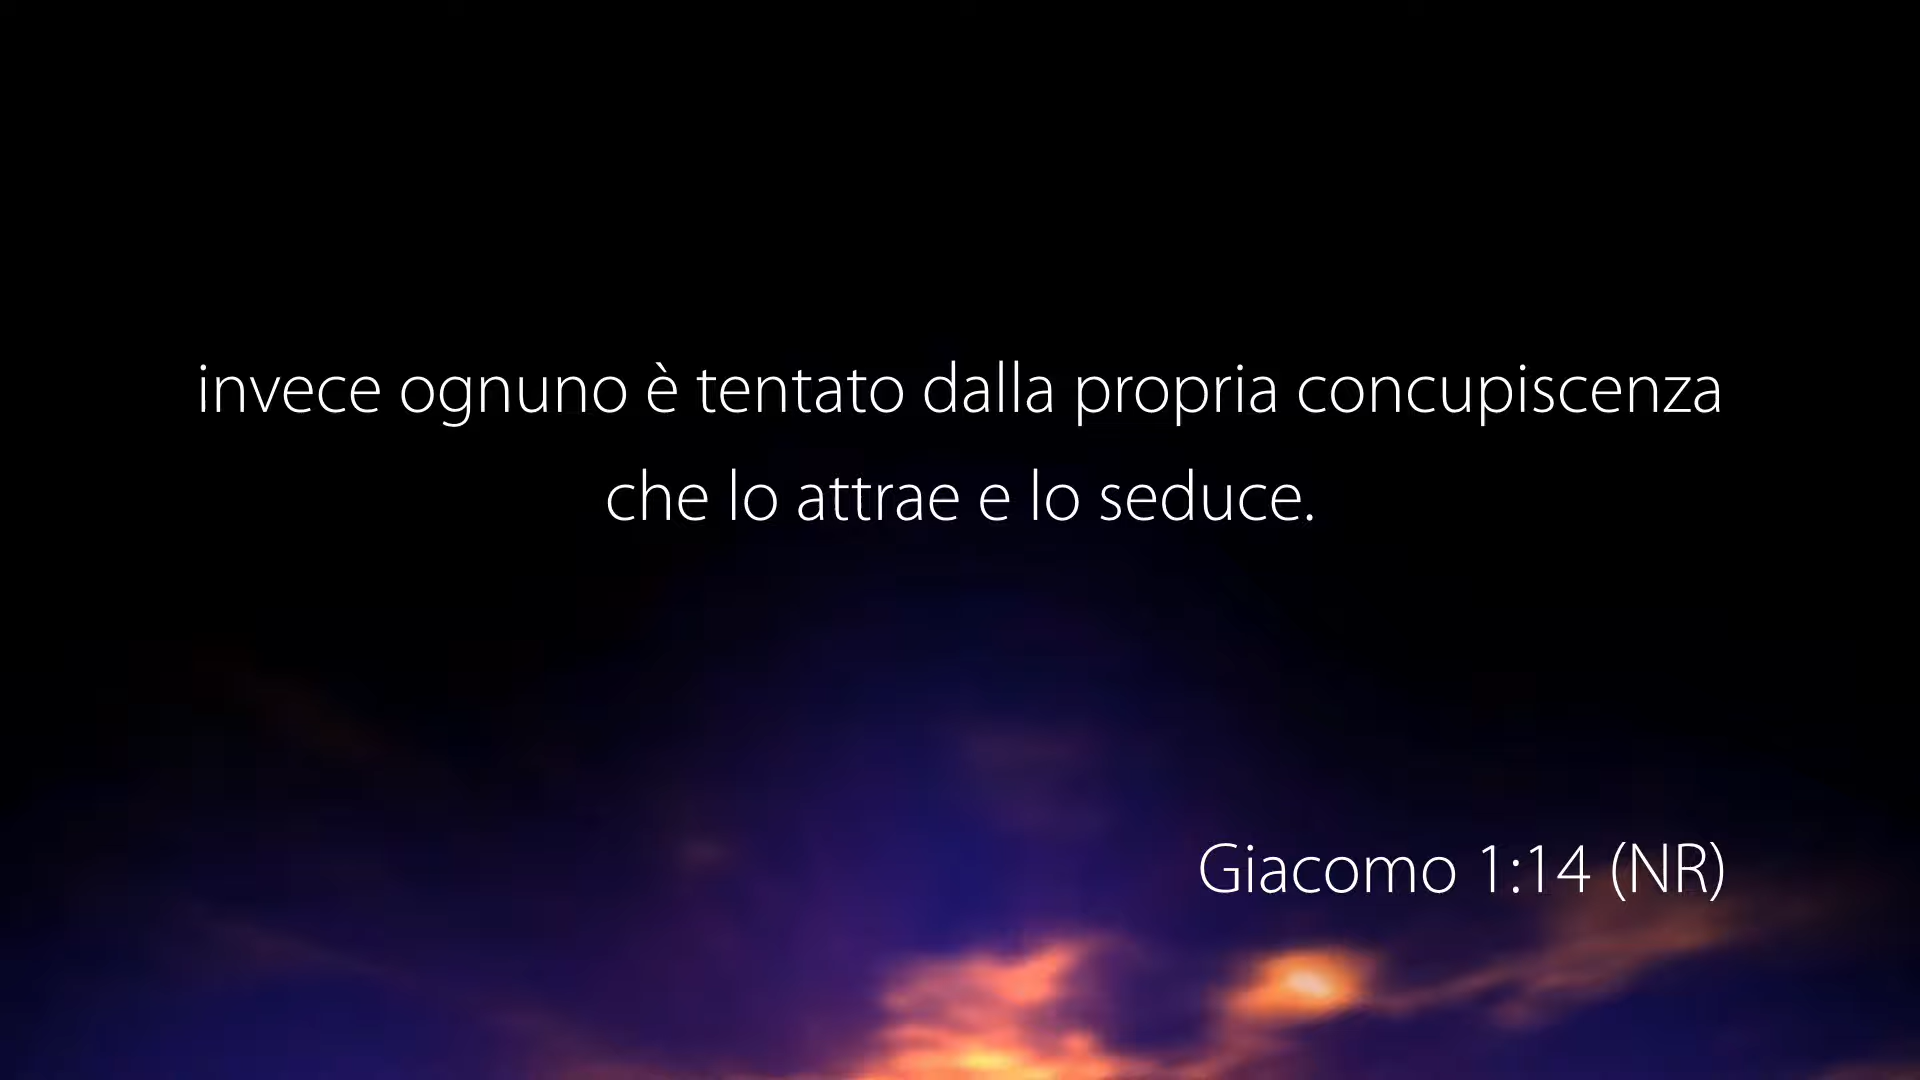 invece ognuno è tentato dalla propria concupiscenza
che lo attrae e lo seduce.
Giacomo 1:14 (NR)